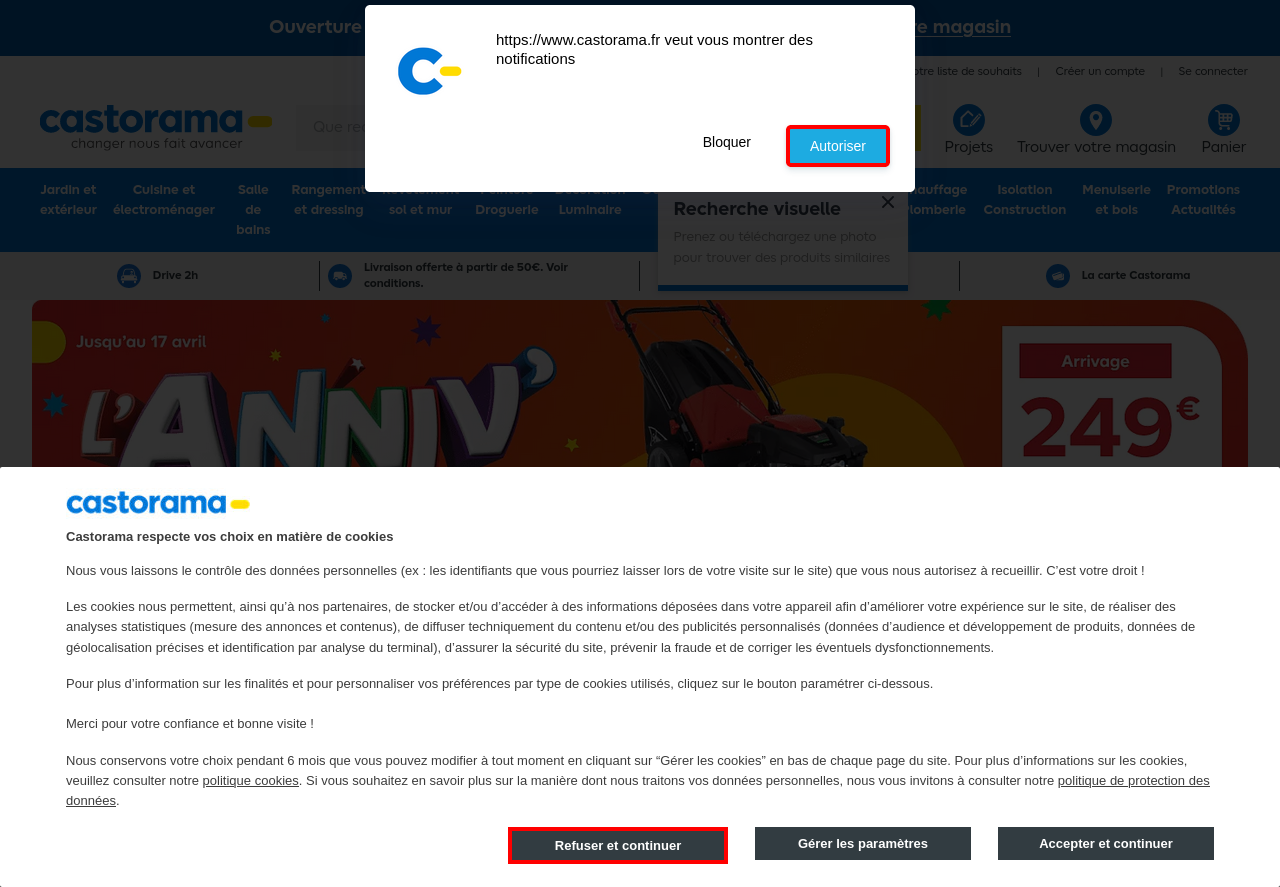 Ouverture
re magasin
https://www.castorama.fr veut vous montrer des
notifications
Bloquer
Autoriser
otre liste de souhaits | Créer un compte | Se connecter
castorama
changer nous fait avancer
Que re
Projets
Trouver votre magasin
Panier
Jardin et
extérieur
Cuisine et
électroménager
Salle
de
bains
Rangement
et dressing
sol et mur
Droguerie
Luminaire
auffage
lomberie
Isolation
Construction
Menuiserie
et bois
Promotions
Actualités
Recherche visuelle
Prenez ou téléchargez une photo
pour trouver des produits similaires
Drive 2h
Livraison offerte à partir de 50€. Voir
conditions.
La carte Castorama
Jusqu'au 17 avril
L'ANNIV'
Arrivage
249€
castorama
Castorama respecte vos choix en matière de cookies
Nous vous laissons le contrôle des données personnelles (ex : les identifiants que vous pourriez laisser lors de votre visite sur le site) que vous nous autorisez à recueillir. C’est votre droit !
Les cookies nous permettent, ainsi qu’à nos partenaires, de stocker et/ou d’accéder à des informations déposées dans votre appareil afin d’améliorer votre expérience sur le site, de réaliser des
analyses statistiques (mesure des annonces et contenus), de diffuser techniquement du contenu et/ou des publicités personnalisés (données d’audience et développement de produits, données de
géolocalisation précises et identification par analyse du terminal), d’assurer la sécurité du site, prévenir la fraude et de corriger les éventuels dysfonctionnements.
Pour plus d’information sur les finalités et pour personnaliser vos préférences par type de cookies utilisés, cliquez sur le bouton paramétrer ci-dessous.
Merci pour votre confiance et bonne visite !
Nous conservons votre choix pendant 6 mois que vous pouvez modifier à tout moment en cliquant sur “Gérer les cookies” en bas de chaque page du site. Pour plus d’informations sur les cookies,
veuillez consulter notre politique cookies. Si vous souhaitez en savoir plus sur la manière dont nous traitons vos données personnelles, nous vous invitons à consulter notre politique de protection des
données.
Refuser et continuer
Gérer les paramètres
Accepter et continuer